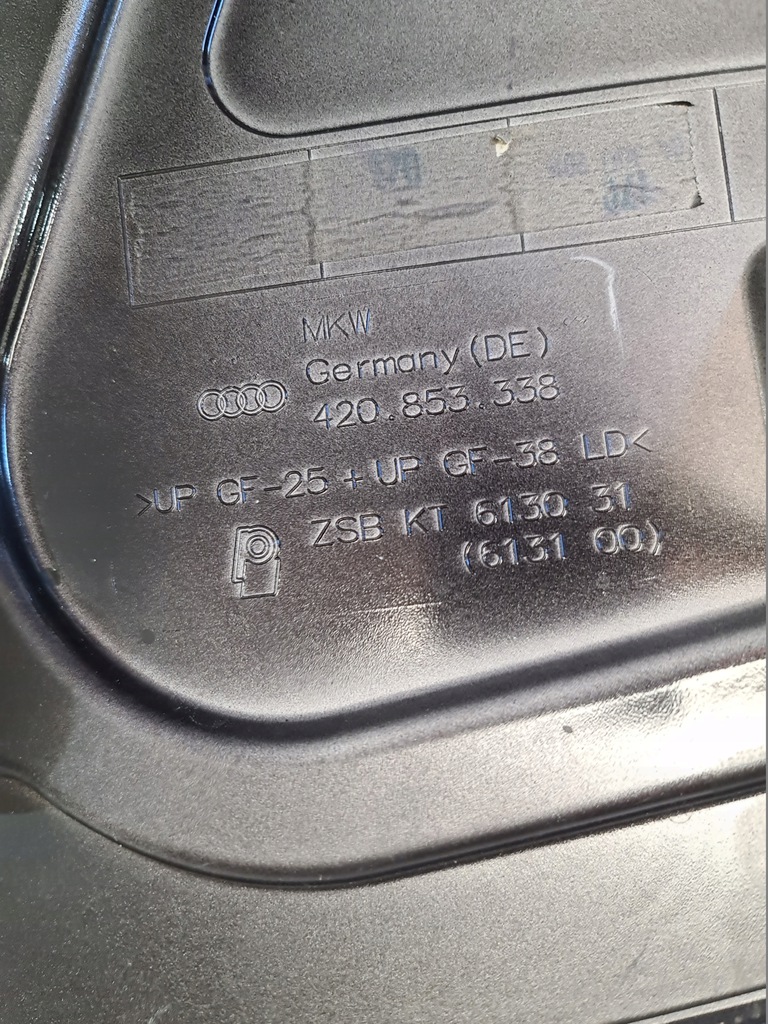 MKW
Germany (DE)
420.853.338
>UP GF-25 + UP GF-38 LD<
ZSB KT 6130 31
(6131 00)